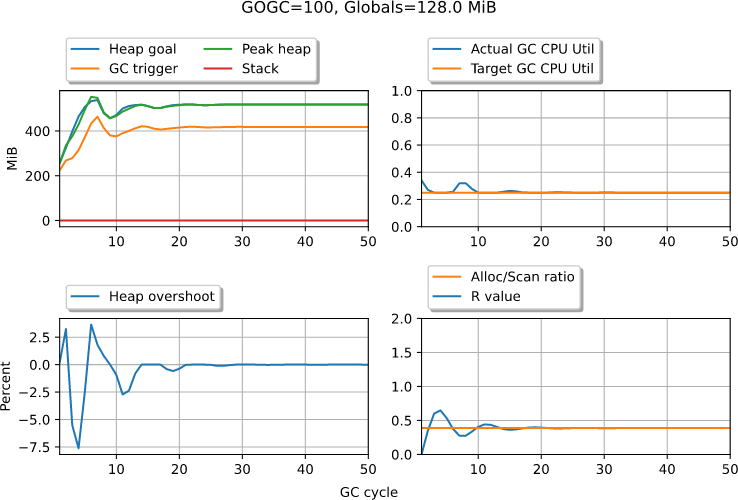 GOGC=100, Globals=128.0 MiB
Heap goal Peak heap
GC trigger Stack
Actual GC CPU Util
Target GC CPU Util
MiB
400
200
0
10 20 30 40 50
1.0
0.8
0.6
0.4
0.2
0.0
10 20 30 40 50
Heap overshoot
Alloc/Scan ratio
R value
Percent
2.5
0.0
−2.5
−5.0
−7.5
10 20 30 40 50
2.0
1.5
1.0
0.5
0.0
10 20 30 40 50
GC cycle